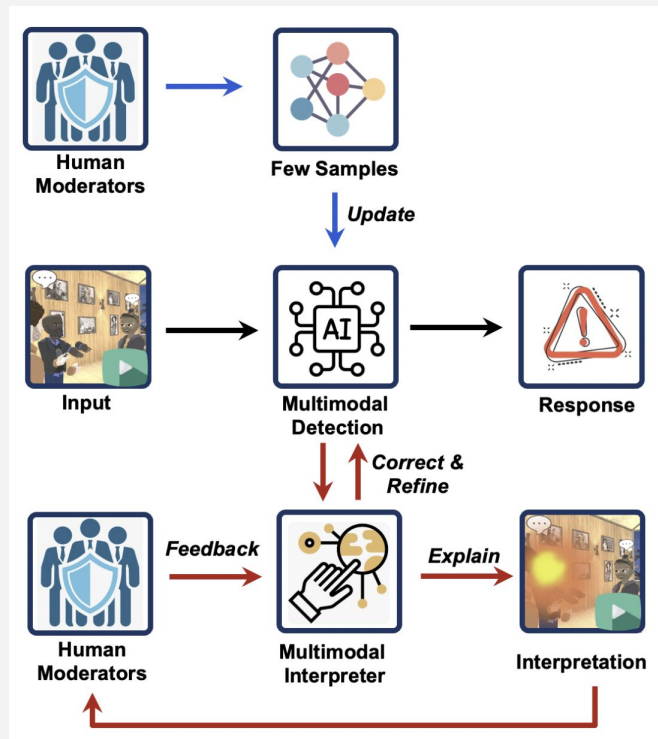 Human
Moderators
Few Samples
Update
AI
Input
Multimodal
Detection
Response
Correct &
Refine
Feedback
Explain
Human
Moderators
Multimodal
Interpreter
Interpretation